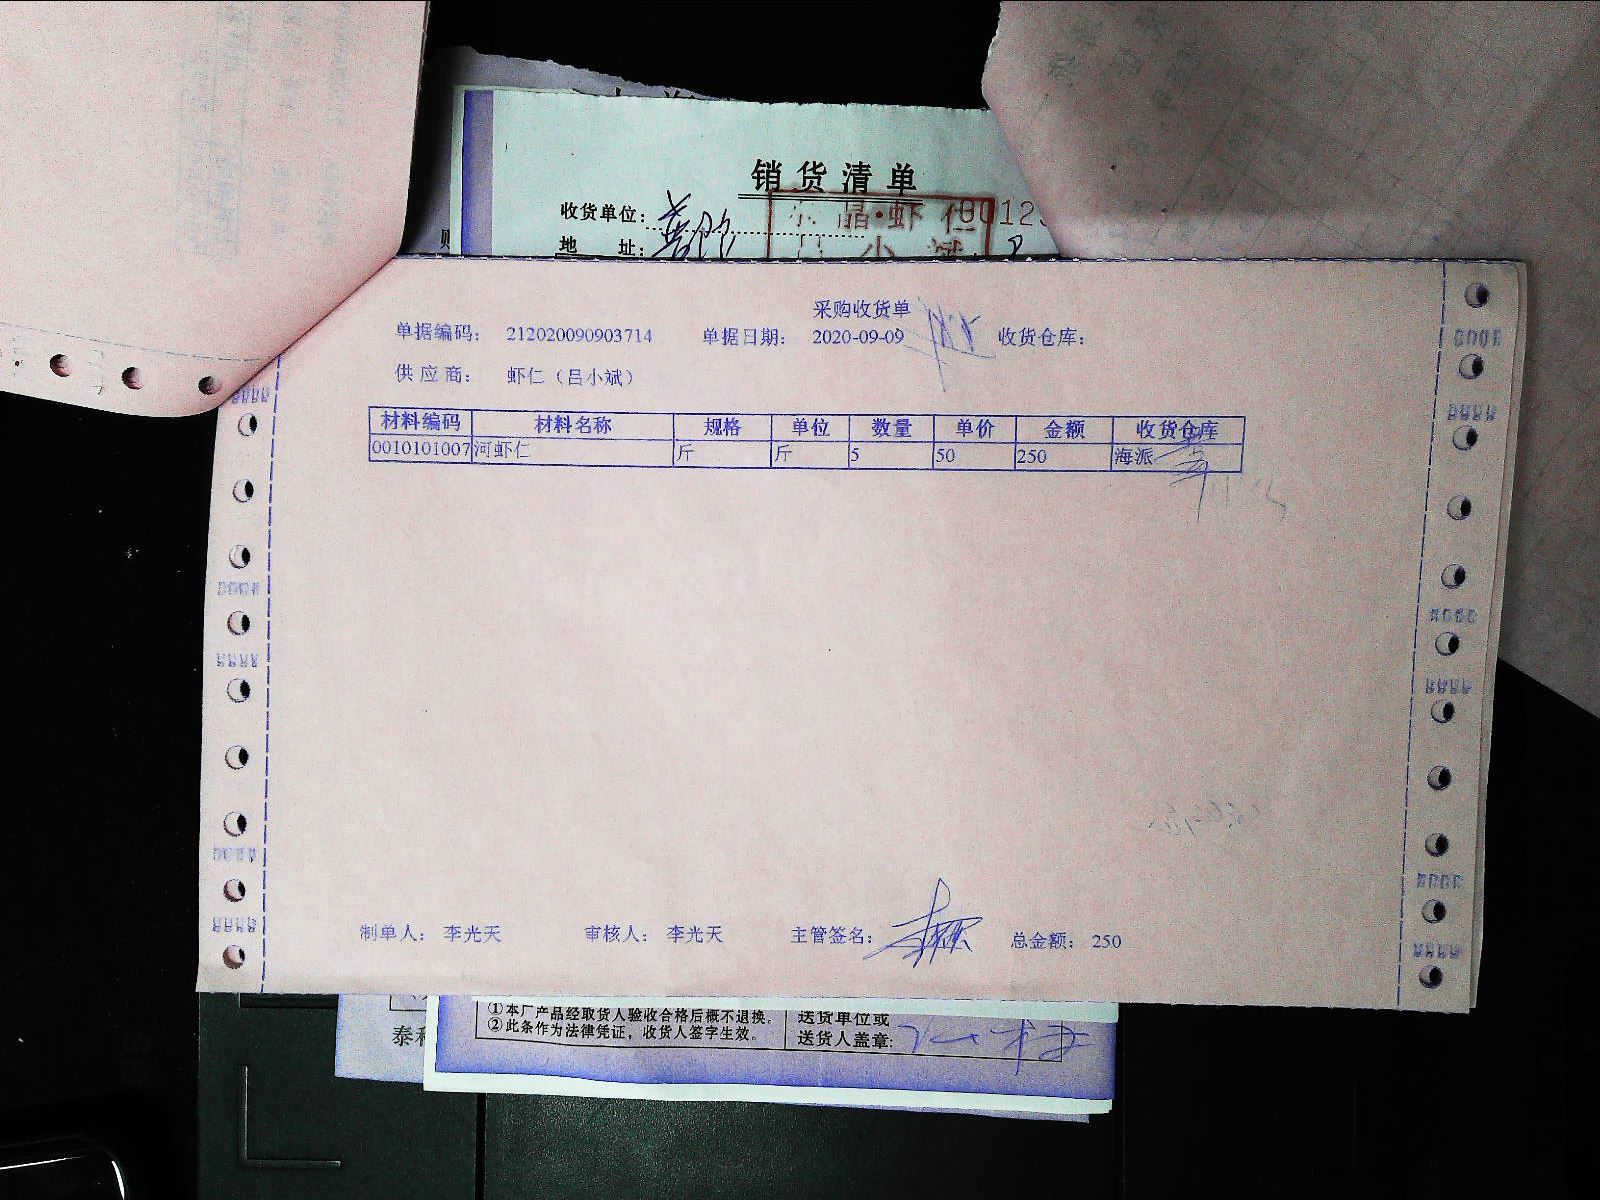 销货清单
收货单位:
晶·虾仁
地 址:
小斌
采购收货单
单据编码: 212020090903714 单据日期: 2020-09-09 收货仓库:
供应商: 虾仁（吕小斌）
材料编码 材料名称 规格 单位 数量 单价 金额 收货仓库
0010101007 河虾仁 斤 斤 5 50 250 海派
制单人: 李光天 审核人: 李光天 主管签名: 总金额: 250
①本厂产品经取货人验收合格后概不退换。
②此条作为法律凭证，收货人签字生效。
送货单位或
送货人盖章: